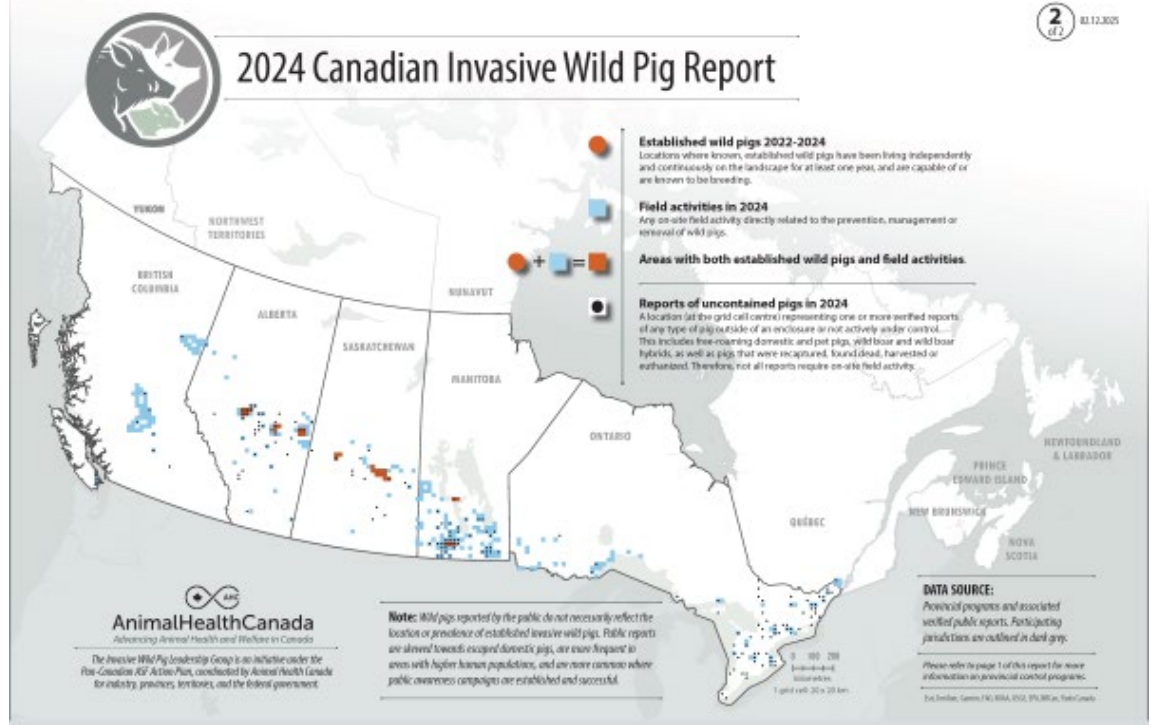 2
of 2
02.12.2025
2024 Canadian Invasive Wild Pig Report
Established wild pigs 2022-2024
Locations where known, established wild pigs have been living independently
and continuously on the landscape for at least one year, and are capable of or
are known to be breeding.
Field activities in 2024
Any on-site field activity directly related to the prevention, management or
removal of wild pigs.
+ =
Areas with both established wild pigs and field activities.
Reports of uncontained pigs in 2024
A location (at the grid cell centre) representing one or more verified reports
of any type of pig outside of an enclosure or not actively under control.
This includes free-roaming domestic and pet pigs, wild boar and wild boar
hybrids, as well as pigs that were recaptured, found dead, harvested or
euthanized. Therefore, not all reports require on-site field activity.
YUKON
NORTHWEST
TERRITORIES
NUNAVUT
BRITISH
COLUMBIA
ALBERTA
SASKATCHEWAN
MANITOBA
ONTARIO
QUÉBEC
NEWFOUNDLAND
& LABRADOR
PRINCE
EDWARD ISLAND
NEW BRUNSWICK
NOVA
SCOTIA
AHC
AnimalHealthCanada
Advancing Animal Health and Welfare in Canada
The Invasive Wild Pig Leadership Group is an initiative under the
Pan-Canadian ASF Action Plan, coordinated by Animal Health Canada
for industry, provinces, territories, and the federal government.
Note: Wild pigs reported by the public do not necessarily reflect the
location or prevalence of established invasive wild pigs. Public reports
are skewed towards escaped domestic pigs, are more frequent in
areas with higher human populations, and are more common where
public awareness campaigns are established and successful.
0 100 200
kilometres
1 grid cell: 20 x 20 km
DATA SOURCE:
Provincial programs and associated
verified public reports. Participating
jurisdictions are outlined in dark grey.
Please refer to page 1 of this report for more
information on provincial control programs.